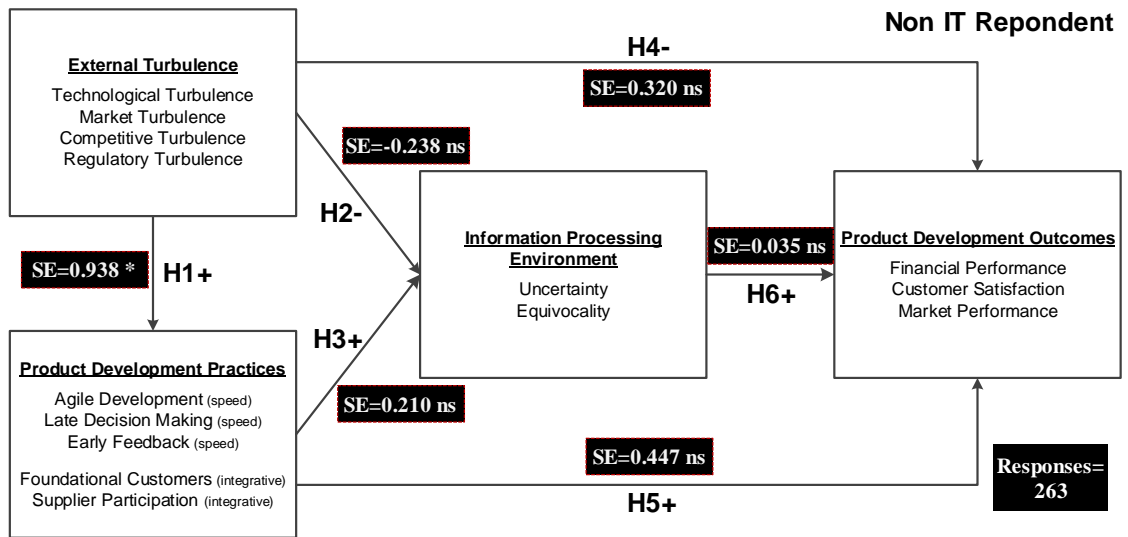 Non IT Repondent
External Turbulence
Technological Turbulence
Market Turbulence
Competitive Turbulence
Regulatory Turbulence
H4-
SE=0.320 ns
SE=-0.238 ns
H2-
SE=0.938 *
H1+
Information Processing
Environment
Uncertainty
Equivocality
SE=0.035 ns
H6+
Product Development Outcomes
Financial Performance
Customer Satisfaction
Market Performance
H3+
SE=0.210 ns
Product Development Practices
Agile Development (speed)
Late Decision Making (speed)
Early Feedback (speed)
Foundational Customers (integrative)
Supplier Participation (integrative)
SE=0.447 ns
H5+
Responses=
263